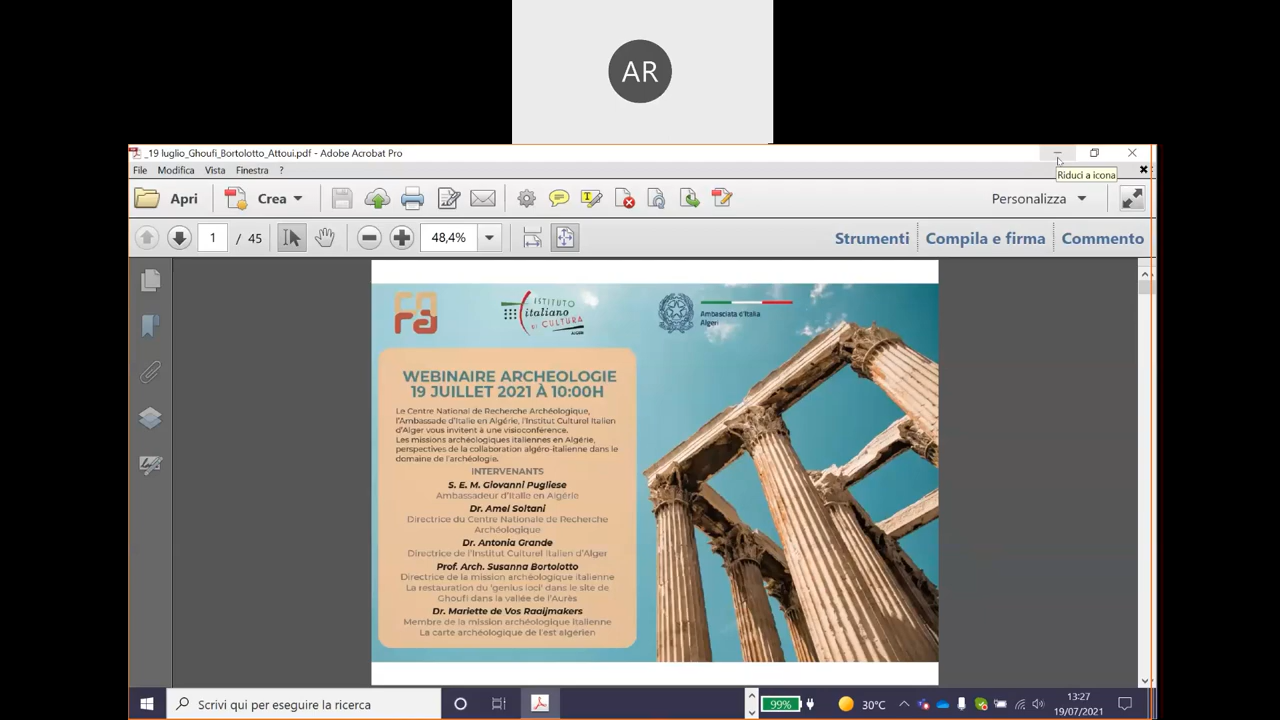 AR
_19 luglio_Ghoufi_Bortolotto_Attoui.pdf - Adobe Acrobat Pro
File Modifica Vista Finestra ?
Riduci a icona
Apri Crea Personalizza
1 / 45 48,4% Strumenti Compila e firma Commento
ISTITUTO
italiano
DI CULTURA
ALGERI
Ambasciata d'Italia
Algeri
WEBINAIRE ARCHEOLOGIE
19 JUILLET 2021 À 10:00H
Le Centre National de Recherche Archéologique,
l'Ambassade d'Italie en Algérie, l'Institut Culturel Italien
d'Alger vous invitent à une visioconference.
Les missions archéologiques italiennes en Algérie,
perspectives de la collaboration algéro-italienne dans le
domaine de l'archéologie.
INTERVENANTS
S. E. M. Giovanni Pugliese
Ambassadeur d'Italie en Algérie
Dr. Amel Soltani
Directrice du Centre Nationale de Recherche
Archéologique
Dr. Antonia Grande
Directrice de l'Institut Culturel Italien d'Alger
Prof. Arch. Susanna Bortolotto
Directrice de la mission archéologique italienne
La restauration du 'genius loci' dans le site de
Ghoufi dans la vallée de l'Aurès
Dr. Mariette de Vos Raaijmakers
Membre de la mission archéologique italienne
La carte archéologique de l'est algérien
Scrivi qui per eseguire la ricerca
99% 30°C
13:27
19/07/2021